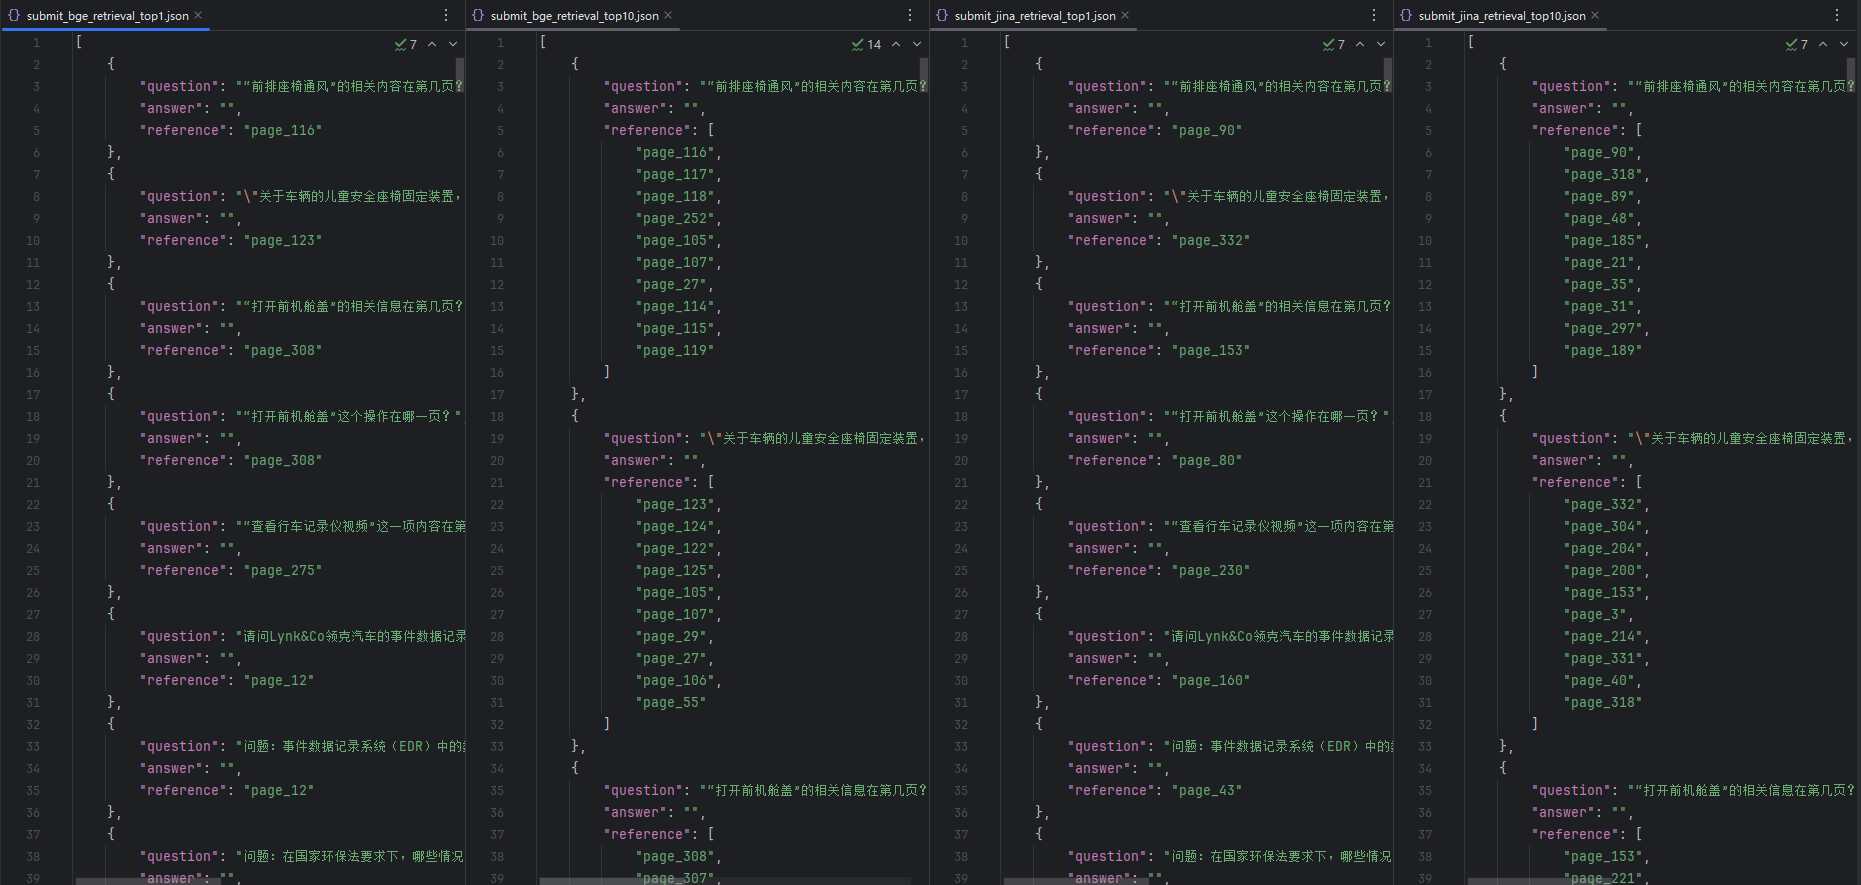 submit_bge_retrieval_top1.json
7
1 [
2 {
3 "question": "“前排座椅通风”的相关内容在第几页?
4 "answer": "",
5 "reference": "page_116"
6 },
7 {
8 "question": "\"关于车辆的儿童安全座椅固定装置,
9 "answer": "",
10 "reference": "page_123"
11 },
12 {
13 "question": "“打开前机舱盖”的相关信息在第几页?
14 "answer": "",
15 "reference": "page_308"
16 },
17 {
18 "question": "“打开前机舱盖”这个操作在哪一页?"
19 "answer": "",
20 "reference": "page_308"
21 },
22 {
23 "question": "“查看行车记录仪视频”这一项内容在第
24 "answer": "",
25 "reference": "page_275"
26 },
27 {
28 "question": "请问Lynk&Co领克汽车的事件数据记录
29 "answer": "",
30 "reference": "page_12"
31 },
32 {
33 "question": "问题:事件数据记录系统(EDR)中的
34 "answer": "",
35 "reference": "page_12"
36 },
37 {
38 "question": "问题:在国家环保法要求下,哪些情况
39 "answer": "",
submit_bge_retrieval_top10.json
14
1 [
2 {
3 "question": "“前排座椅通风”的相关内容在第几页?
4 "answer": "",
5 "reference": [
6 "page_116",
7 "page_117",
8 "page_118",
9 "page_252",
10 "page_105",
11 "page_107",
12 "page_27",
13 "page_114",
14 "page_115",
15 "page_119"
16 ]
17 },
18 {
19 "question": "\"关于车辆的儿童安全座椅固定装置,
20 "answer": "",
21 "reference": [
22 "page_123",
23 "page_124",
24 "page_122",
25 "page_125",
26 "page_105",
27 "page_107",
28 "page_29",
29 "page_27",
30 "page_106",
31 "page_55"
32 ]
33 },
34 {
35 "question": "“打开前机舱盖”的相关信息在第几页?
36 "answer": "",
37 "reference": [
38 "page_308",
39 "page_307",
submit_jina_retrieval_top1.json
7
1 [
2 {
3 "question": "“前排座椅通风”的相关内容在第几页?
4 "answer": "",
5 "reference": "page_90"
6 },
7 {
8 "question": "\"关于车辆的儿童安全座椅固定装置,
9 "answer": "",
10 "reference": "page_332"
11 },
12 {
13 "question": "“打开前机舱盖”的相关信息在第几页?
14 "answer": "",
15 "reference": "page_153"
16 },
17 {
18 "question": "“打开前机舱盖”这个操作在哪一页?",
19 "answer": "",
20 "reference": "page_80"
21 },
22 {
23 "question": "“查看行车记录仪视频”这一项内容在第
24 "answer": "",
25 "reference": "page_230"
26 },
27 {
28 "question": "请问Lynk&Co领克汽车的事件数据记录
29 "answer": "",
30 "reference": "page_160"
31 },
32 {
33 "question": "问题:事件数据记录系统(EDR)中的
34 "answer": "",
35 "reference": "page_43"
36 },
37 {
38 "question": "问题:在国家环保法要求下,哪些情况
39 "answer": "",
submit_jina_retrieval_top10.json
7
1 [
2 {
3 "question": "“前排座椅通风”的相关内容在第几页?
4 "answer": "",
5 "reference": [
6 "page_90",
7 "page_318",
8 "page_89",
9 "page_48",
10 "page_185",
11 "page_21",
12 "page_35",
13 "page_31",
14 "page_297",
15 "page_189"
16 ]
17 },
18 {
19 "question": "\"关于车辆的儿童安全座椅固定装置,
20 "answer": "",
21 "reference": [
22 "page_332",
23 "page_304",
24 "page_204",
25 "page_200",
26 "page_153",
27 "page_3",
28 "page_214",
29 "page_331",
30 "page_40",
31 "page_318"
32 ]
33 },
34 {
35 "question": "“打开前机舱盖”的相关信息在第几页?
36 "answer": "",
37 "reference": [
38 "page_153",
39 "page_221",